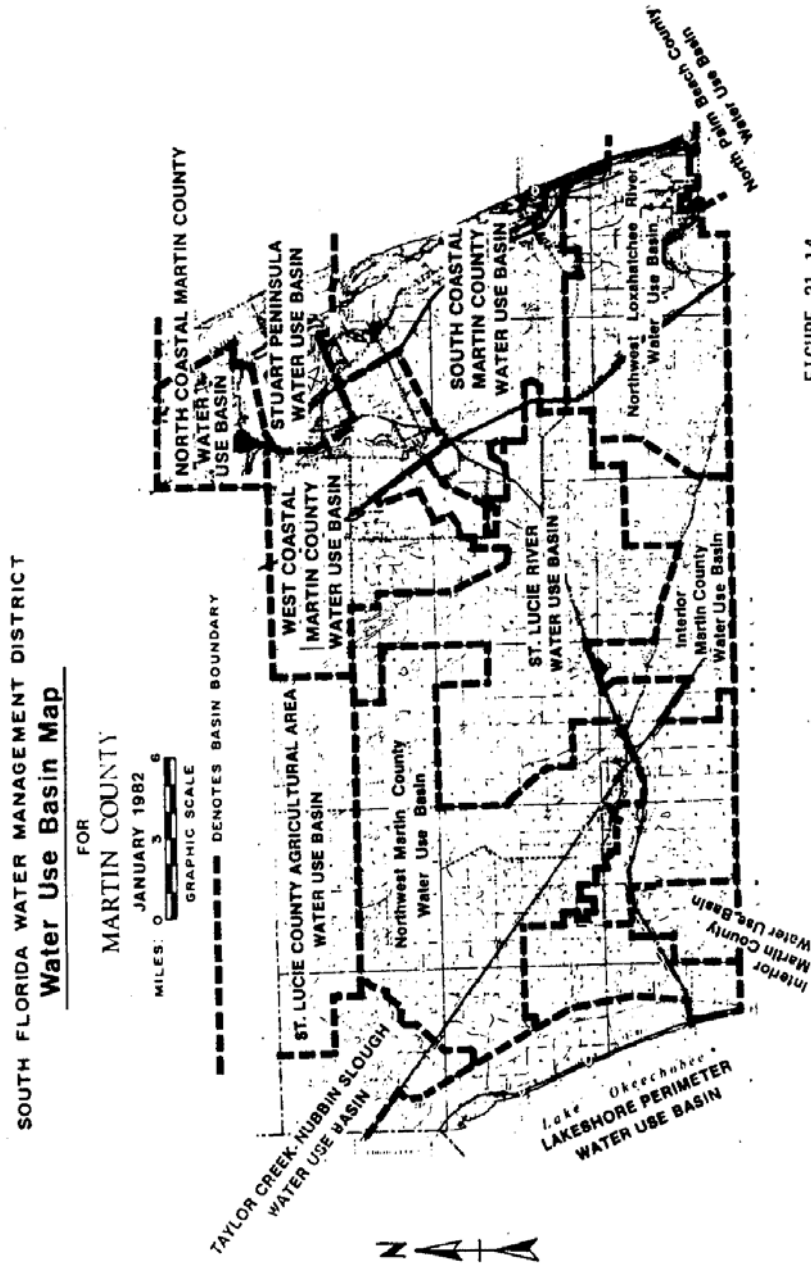 SOUTH FLORIDA WATER MANAGEMENT DISTRICT
Water Use Basin Map
FOR
MARTIN COUNTY
JANUARY 1982
MILES 0 3 6
GRAPHIC SCALE
DENOTES BASIN BOUNDARY
N
NORTH COASTAL MARTIN COUNTY
WATER
USE BASIN
STUART PENINSULA
WATER USE BASIN
WEST COASTAL
MARTIN COUNTY
WATER USE BASIN
SOUTH COASTAL
MARTIN COUNTY
WATER USE BASIN
ST. LUCIE COUNTY AGRICULTURAL AREA
WATER USE BASIN
Northwest Martin County
Water Use Basin
TAYLOR CREEK-NUBBIN SLOUGH
WATER USE BASIN
ST. LUCIE RIVER
WATER USE BASIN
Northwest Loxahatchee River
Water Use Basin
Interior
Martin County
Water Use Basin
Lake Okeechobee
LAKESHORE PERIMETER
WATER USE BASIN
Interior
Martin County
Water Use Basin
North Palm Beach County
Water Use Basin
FIGURE 21-14